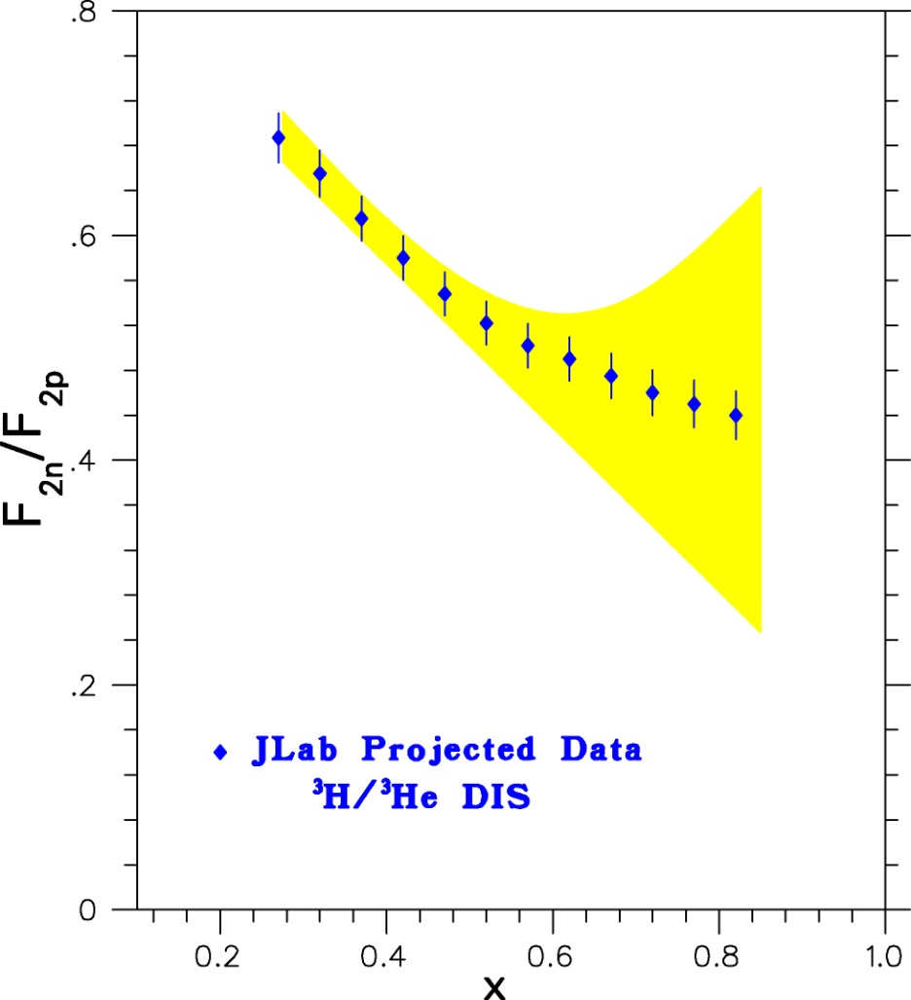 .8
.6
.4
.2
0
F2n/F2p
JLab Projected Data
³H/³He DIS
0.2 0.4 0.6 0.8 1.0
x